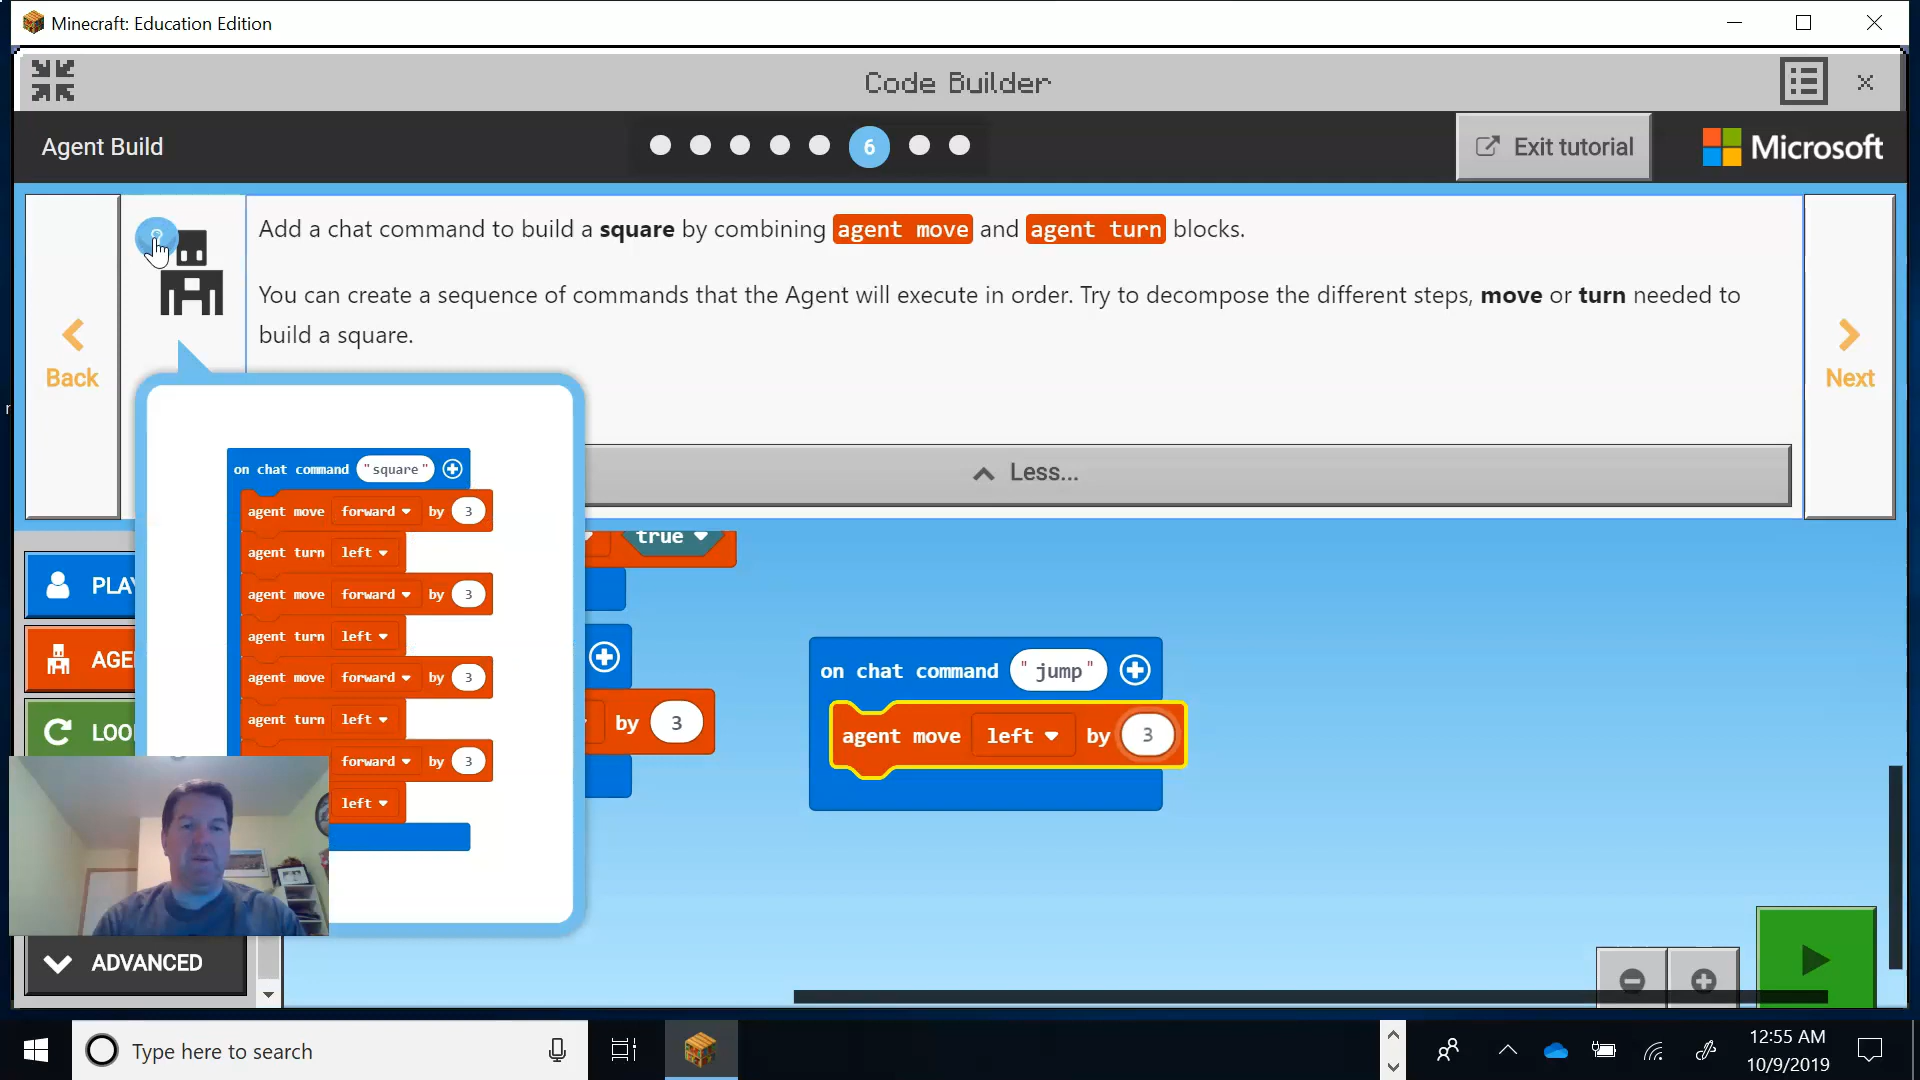 Minecraft: Education Edition
Code Builder
Agent Build
6
Exit tutorial
Microsoft
Back
Add a chat command to build a square by combining agent move and agent turn blocks.
You can create a sequence of commands that the Agent will execute in order. Try to decompose the different steps, move or turn needed to
build a square.
Next
Less...
on chat command "square"
agent move forward by 3
agent turn left
agent move forward by 3
agent turn left
agent move forward by 3
agent turn left
forward by 3
left
true
by 3
on chat command "jump"
agent move left by 3
PLAY
AGE
LOO
ADVANCED
Type here to search
12:55 AM
10/9/2019